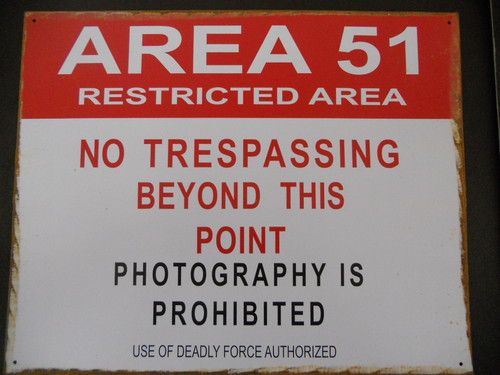 AREA 51
RESTRICTED AREA
NO TRESPASSING
BEYOND THIS
POINT
PHOTOGRAPHY IS
PROHIBITED
USE OF DEADLY FORCE AUTHORIZED